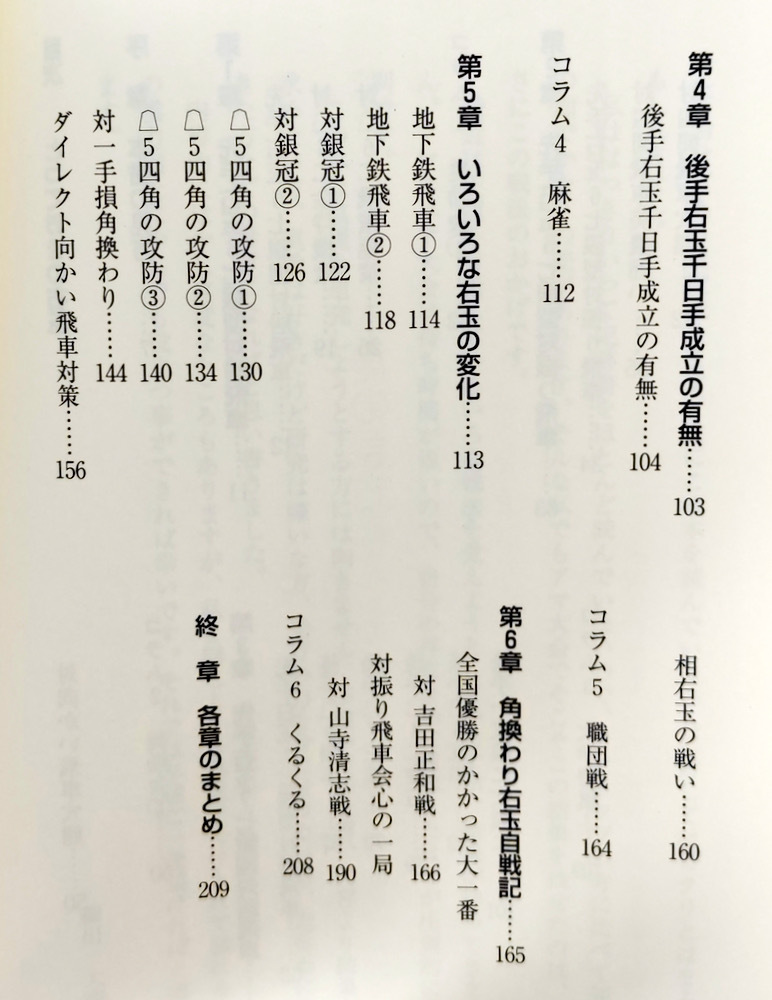 第4章　後手右玉千日手成立の有無……103
後手右玉千日手成立の有無……104
コラム4　麻雀……112
第5章　いろいろな右玉の変化……113
地下鉄飛車①……114
地下鉄飛車②……118
対銀冠①……122
対銀冠②……126
☖5四角の攻防①……130
☖5四角の攻防②……134
☖5四角の攻防③……140
対一手損角換わり……144
ダイレクト向かい飛車対策……156
相右玉の戦い……160
コラム5　職団戦……164
第6章　角換わり右玉自戦記……165
全国優勝のかかった大一番
対 吉田正和戦……166
対振り飛車会心の一局
対 山寺清志戦……190
コラム6　くるくる……208
終　章　各章のまとめ……209